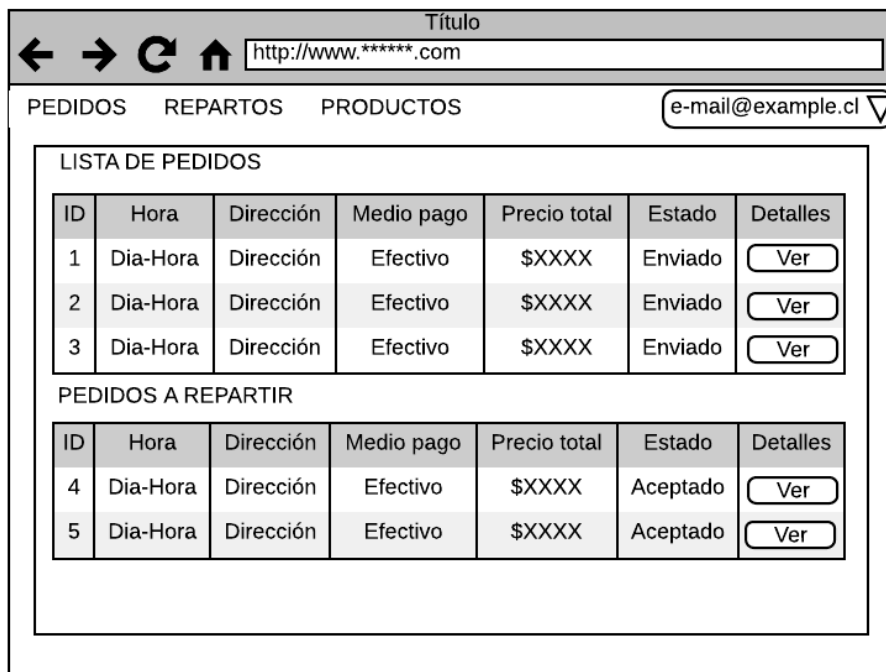 Título
http://www.******.com
PEDIDOS REPARTOS PRODUCTOS e-mail@example.cl
LISTA DE PEDIDOS
ID Hora Dirección Medio pago Precio total Estado Detalles
1 Dia-Hora Dirección Efectivo $XXXX Enviado Ver
2 Dia-Hora Dirección Efectivo $XXXX Enviado Ver
3 Dia-Hora Dirección Efectivo $XXXX Enviado Ver
PEDIDOS A REPARTIR
ID Hora Dirección Medio pago Precio total Estado Detalles
4 Dia-Hora Dirección Efectivo $XXXX Aceptado Ver
5 Dia-Hora Dirección Efectivo $XXXX Aceptado Ver